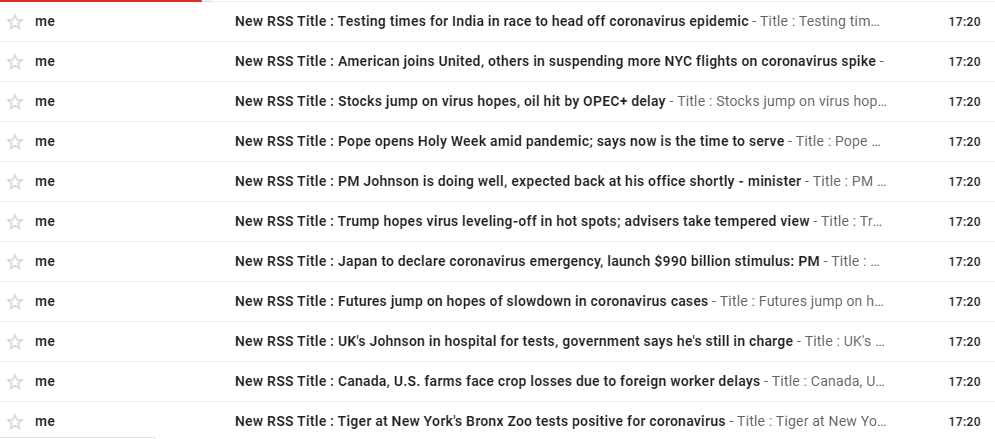 me New RSS Title : Testing times for India in race to head off coronavirus epidemic - Title : Testing tim... 17:20
me New RSS Title : American joins United, others in suspending more NYC flights on coronavirus spike - 17:20
me New RSS Title : Stocks jump on virus hopes, oil hit by OPEC+ delay - Title : Stocks jump on virus hop... 17:20
me New RSS Title : Pope opens Holy Week amid pandemic; says now is the time to serve - Title : Pope ... 17:20
me New RSS Title : PM Johnson is doing well, expected back at his office shortly - minister - Title : PM ... 17:20
me New RSS Title : Trump hopes virus leveling-off in hot spots; advisers take tempered view - Title : Tr... 17:20
me New RSS Title : Japan to declare coronavirus emergency, launch $990 billion stimulus: PM - Title : ... 17:20
me New RSS Title : Futures jump on hopes of slowdown in coronavirus cases - Title : Futures jump on h... 17:20
me New RSS Title : UK's Johnson in hospital for tests, government says he's still in charge - Title : UK's ... 17:20
me New RSS Title : Canada, U.S. farms face crop losses due to foreign worker delays - Title : Canada, U... 17:20
me New RSS Title : Tiger at New York's Bronx Zoo tests positive for coronavirus - Title : Tiger at New Yo... 17:20